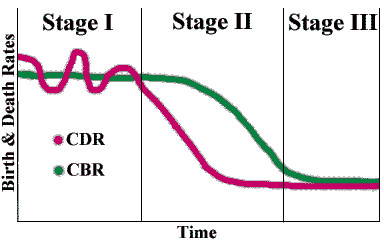 Stage I
Stage II
Stage III
Birth & Death Rates
CDR
CBR
Time